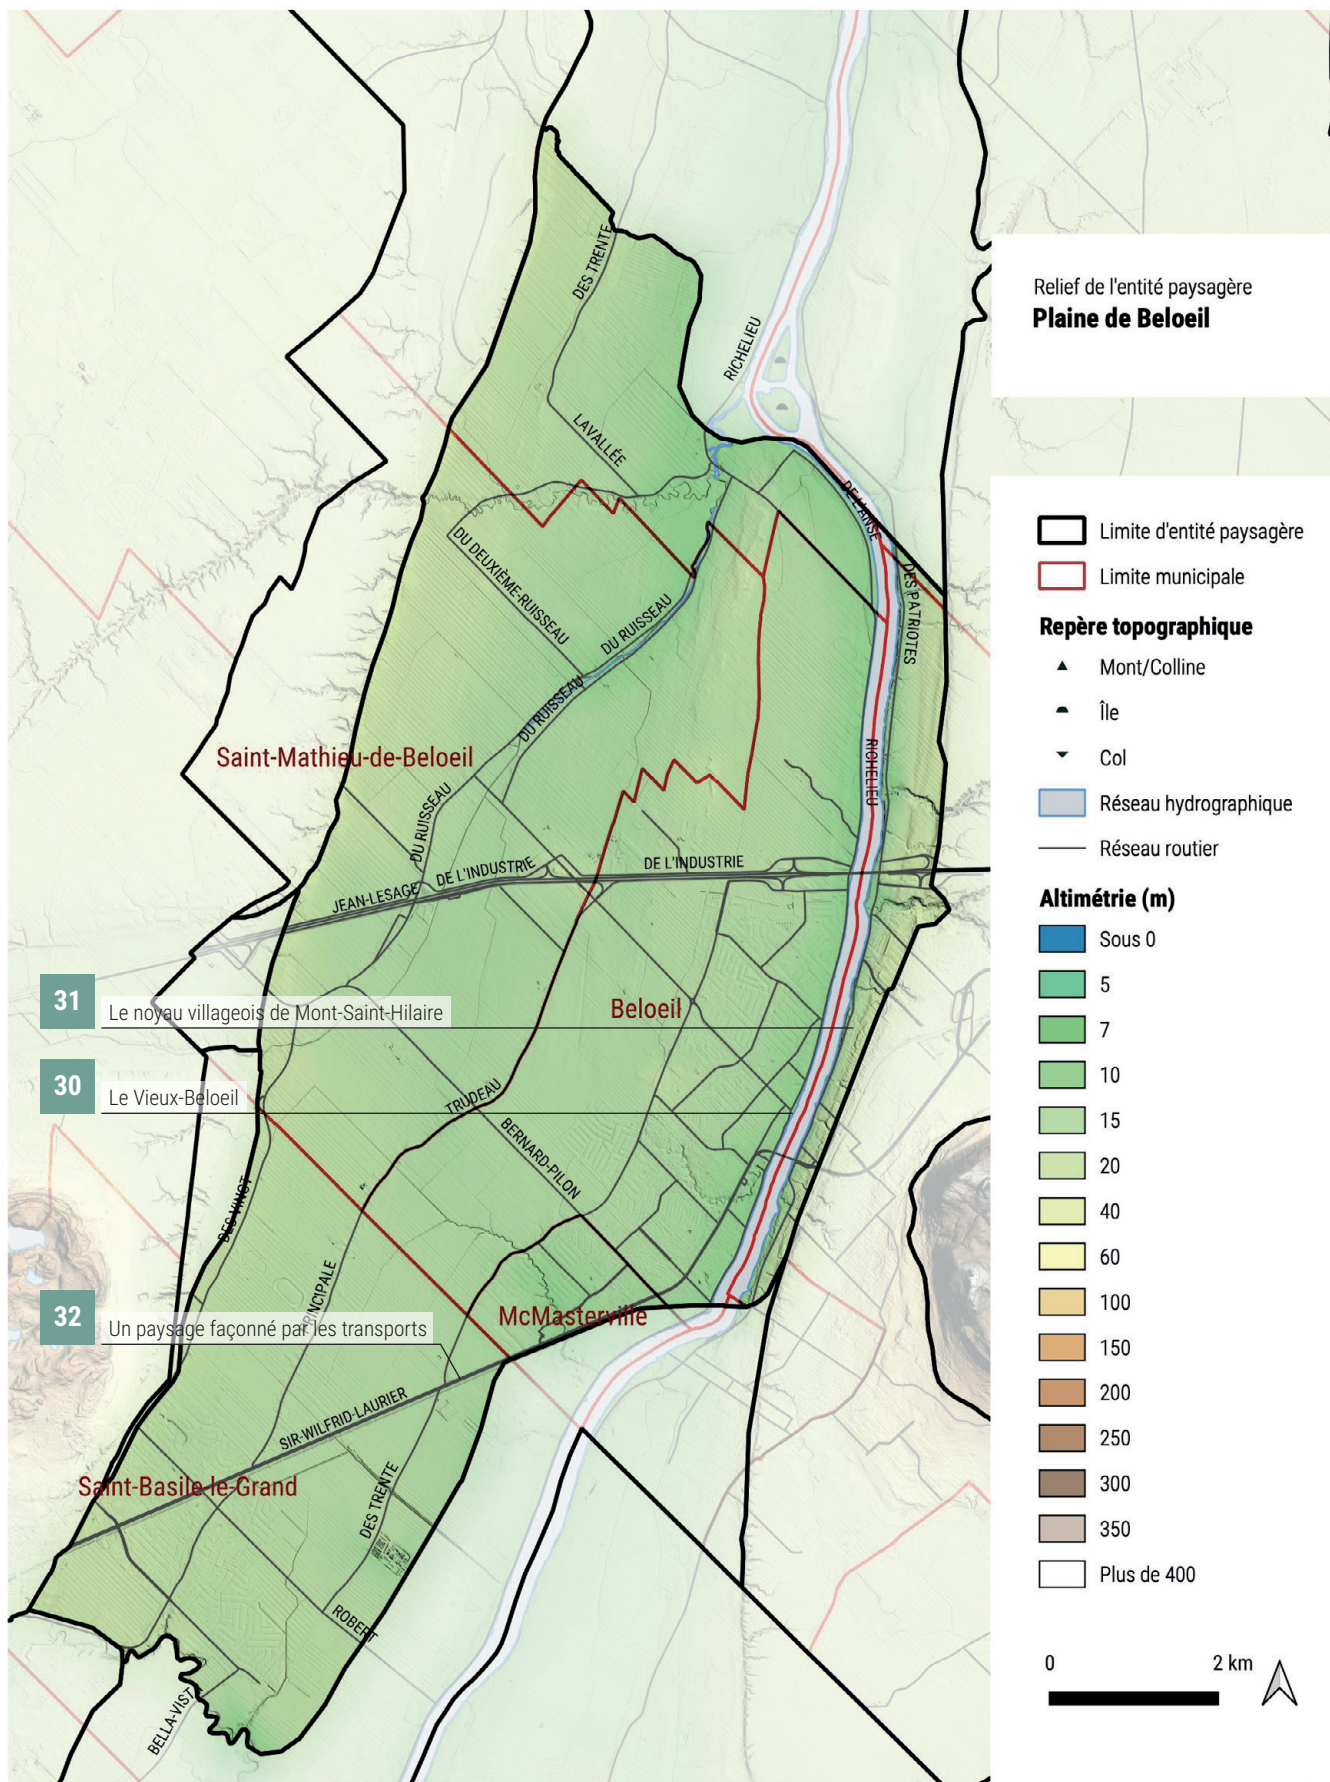 Relief de l'entité paysagère
Plaine de Beloeil
Limite d'entité paysagère
Limite municipale
Repère topographique
Mont/Colline
Île
Col
Réseau hydrographique
Réseau routier
Altimétrie (m)
Sous 0
5
7
10
15
20
40
60
100
150
200
250
300
350
Plus de 400
0 2 km
DES TRENTE
RICHELIEU
LAVALLÉE
DE L'ANSE
DU DEUXIÈME-RUISSEAU
DES PATRIOTES
DU RUISSEAU
DU RUISSEAU
Saint-Mathieu-de-Beloeil
RICHELIEU
DU RUISSEAU
DE L'INDUSTRIE
DE L'INDUSTRIE
JEAN-LESAGE
31 Le noyau villageois de Mont-Saint-Hilaire
Beloeil
30 Le Vieux-Beloeil
TRUDEAU
BERNARD-PILON
DES VINGT
PRINCIPALE
32 Un paysage façonné par les transports
McMasterville
SIR-WILFRID-LAURIER
Saint-Basile-le-Grand
DES TRENTE
ROBERT
BELLA-VIST